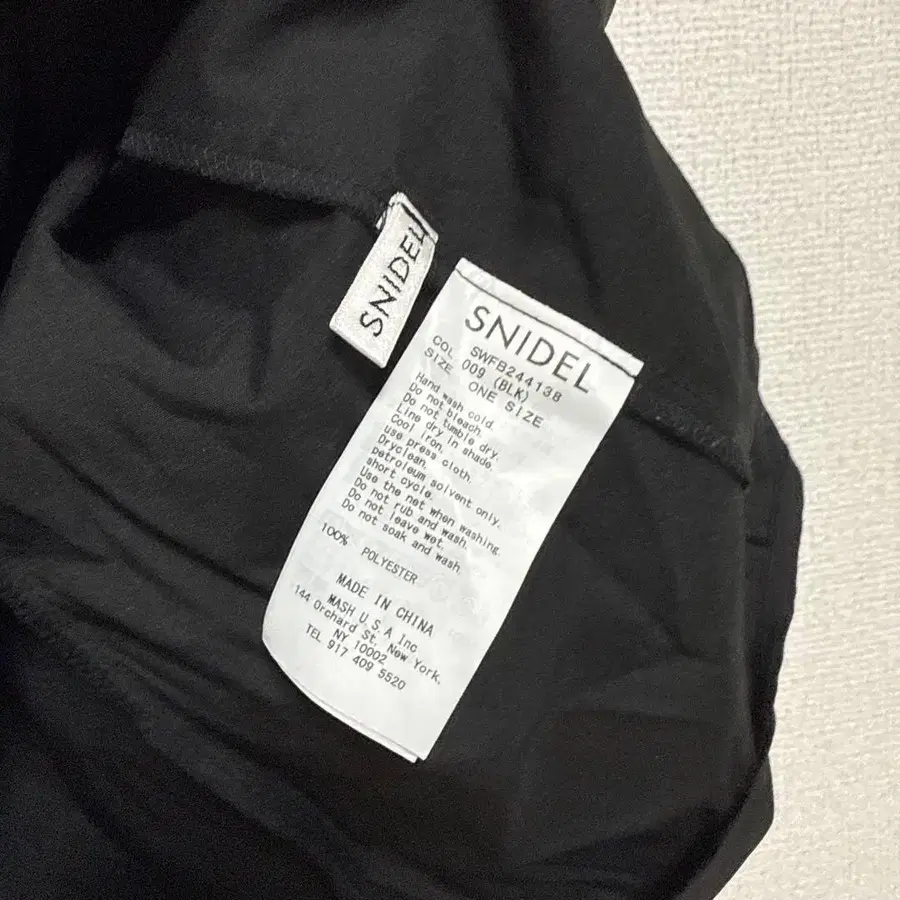 SNIDEL
SNIDEL
SWFB244138
COL 009 (BLK)
SIZE ONE SIZE
Hand wash cold.
Do not bleach.
Do not tumble dry.
Line dry in shade.
Cool iron,
use press cloth.
Dryclean,
petroleum solvent only.
short cycle.
Use the net when washing.
Do not rub and wash.
Do not leave wet.
Do not soak and wash.
100% POLYESTER
MADE IN CHINA
MASH U.S.A Inc
144 Orchard St. New York,
NY 10002
TEL 917 409 5520